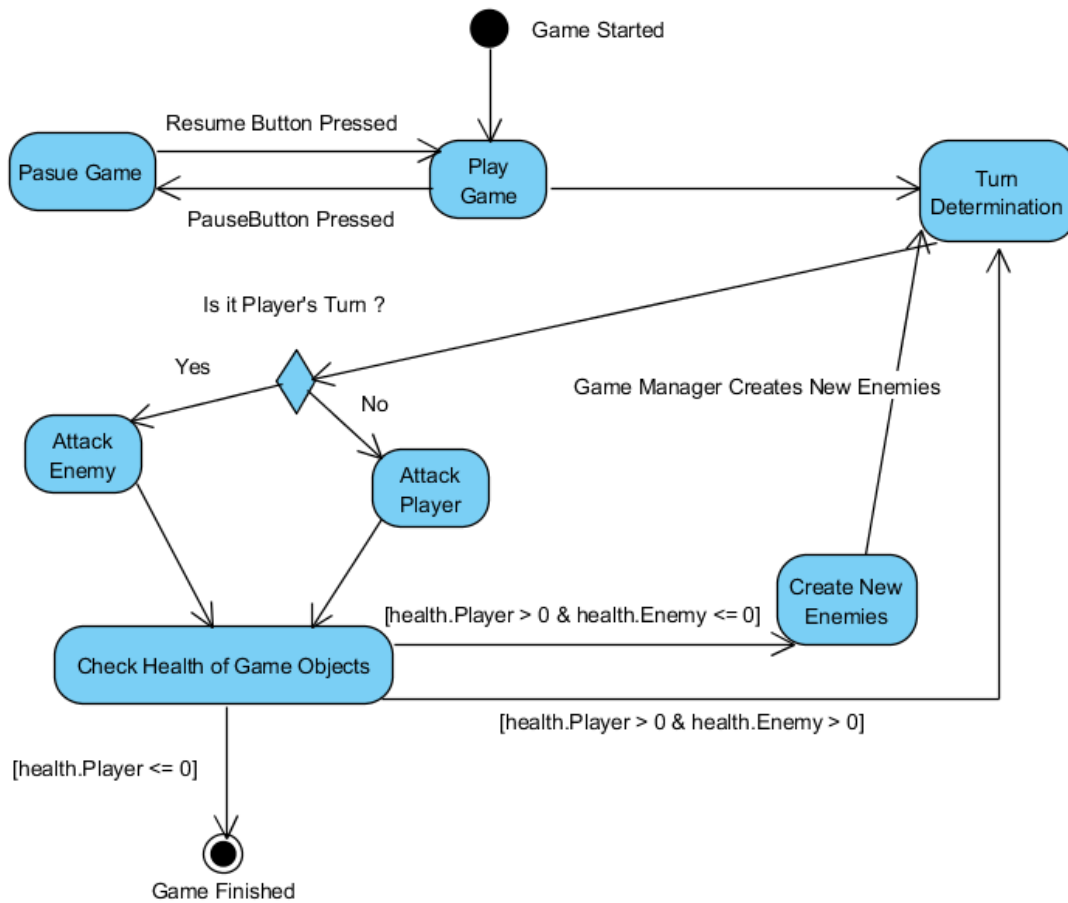 Game Started
Resume Button Pressed
Pasue Game
Play
Game
Turn
Determination
PauseButton Pressed
Is it Player's Turn ?
Yes
No
Game Manager Creates New Enemies
Attack
Enemy
Attack
Player
Create New
Enemies
[health.Player > 0 & health.Enemy <= 0]
Check Health of Game Objects
[health.Player > 0 & health.Enemy > 0]
[health.Player <= 0]
Game Finished